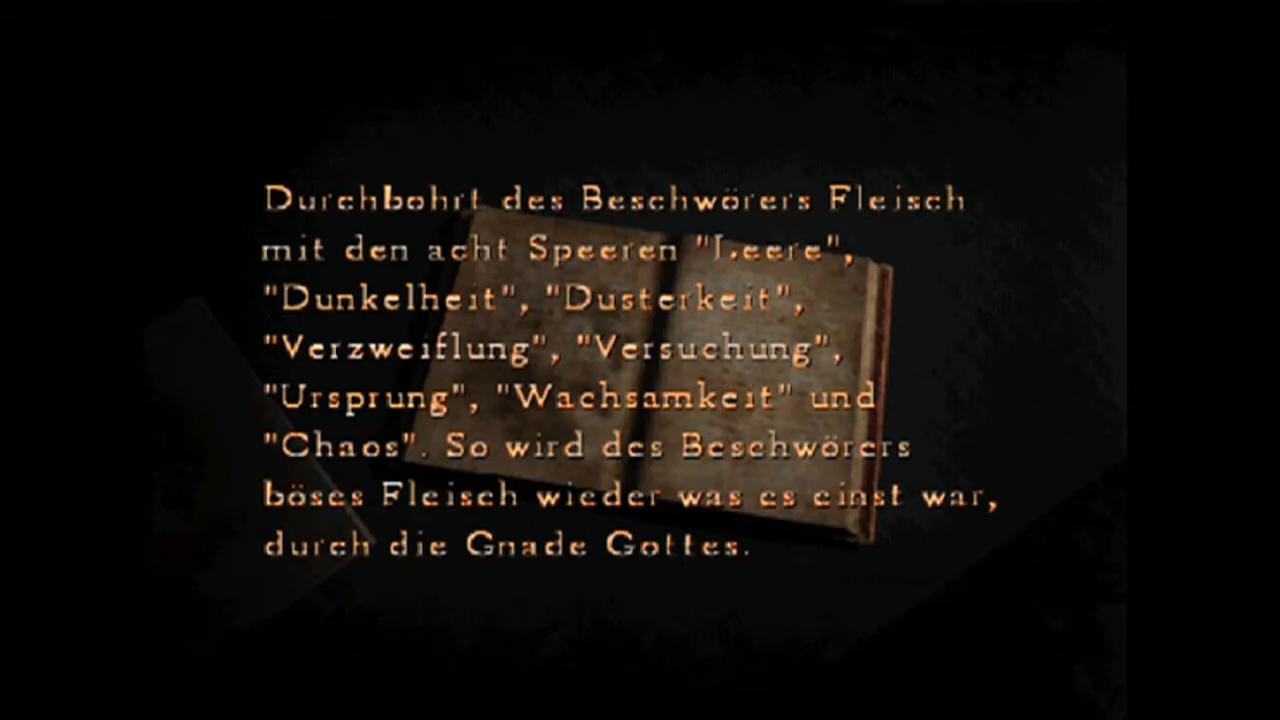 Durchbohrt des Beschwörers Fleisch
mit den acht Speeren "Leere",
"Dunkelheit", "Dusterkeit",
"Verzweiflung", "Versuchung",
"Ursprung", "Wachsamkeit" und
"Chaos". So wird des Beschwörers
böses Fleisch wieder was es einst war,
durch die Gnade Gottes.